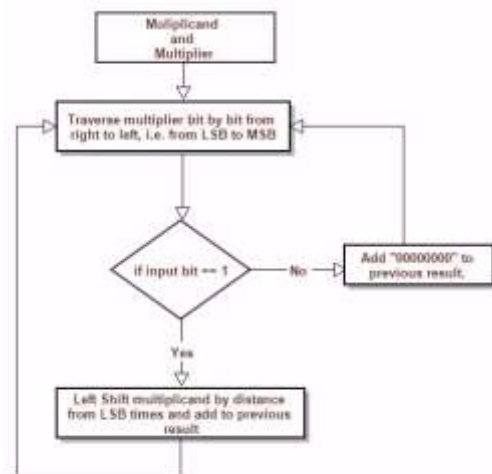 Moliplicand
and
Multiplier
Traverse multiplier bit by bit from
right to left, i.e. from LSB to MSB
if input bit == 1
No
Add "00000000" to
previous result.
Yes
Left Shift multiplicand by distance
from LSB times and add to previous
result